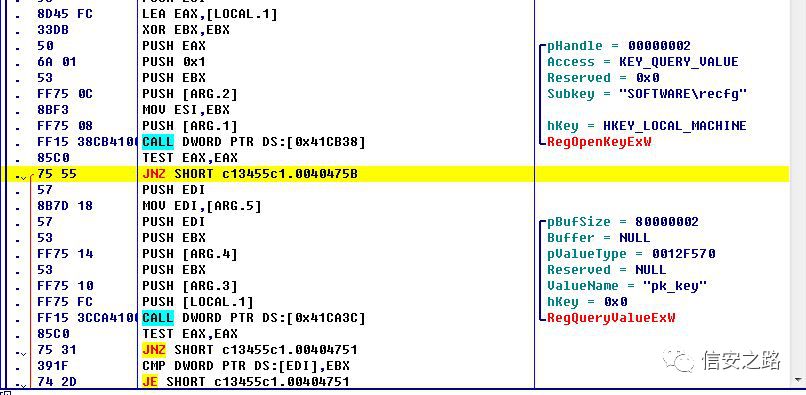 8D45 FC LEA EAX,[LOCAL.1]
33DB XOR EBX,EBX
50 PUSH EAX pHandle = 00000002
6A 01 PUSH 0x1 Access = KEY_QUERY_VALUE
53 PUSH EBX Reserved = 0x0
FF75 0C PUSH [ARG.2] Subkey = "SOFTWARE\recfg"
8BF3 MOV ESI,EBX
FF75 08 PUSH [ARG.1] hKey = HKEY_LOCAL_MACHINE
FF15 38CB4100 CALL DWORD PTR DS:[0x41CB38] RegOpenKeyExW
85C0 TEST EAX,EAX
75 55 JNZ SHORT c13455c1.0040475B
57 PUSH EDI
8B7D 18 MOV EDI,[ARG.5]
57 PUSH EDI pBufSize = 80000002
53 PUSH EBX Buffer = NULL
FF75 14 PUSH [ARG.4] pValueType = 0012F570
53 PUSH EBX Reserved = NULL
FF75 10 PUSH [ARG.3] ValueName = "pk_key"
FF75 FC PUSH [LOCAL.1] hKey = 0x0
FF15 3CCA4100 CALL DWORD PTR DS:[0x41CA3C] RegQueryValueExW
85C0 TEST EAX,EAX
75 31 JNZ SHORT c13455c1.00404751
391F CMP DWORD PTR DS:[EDI],EBX
74 2D JE SHORT c13455c1.00404751
信安之路